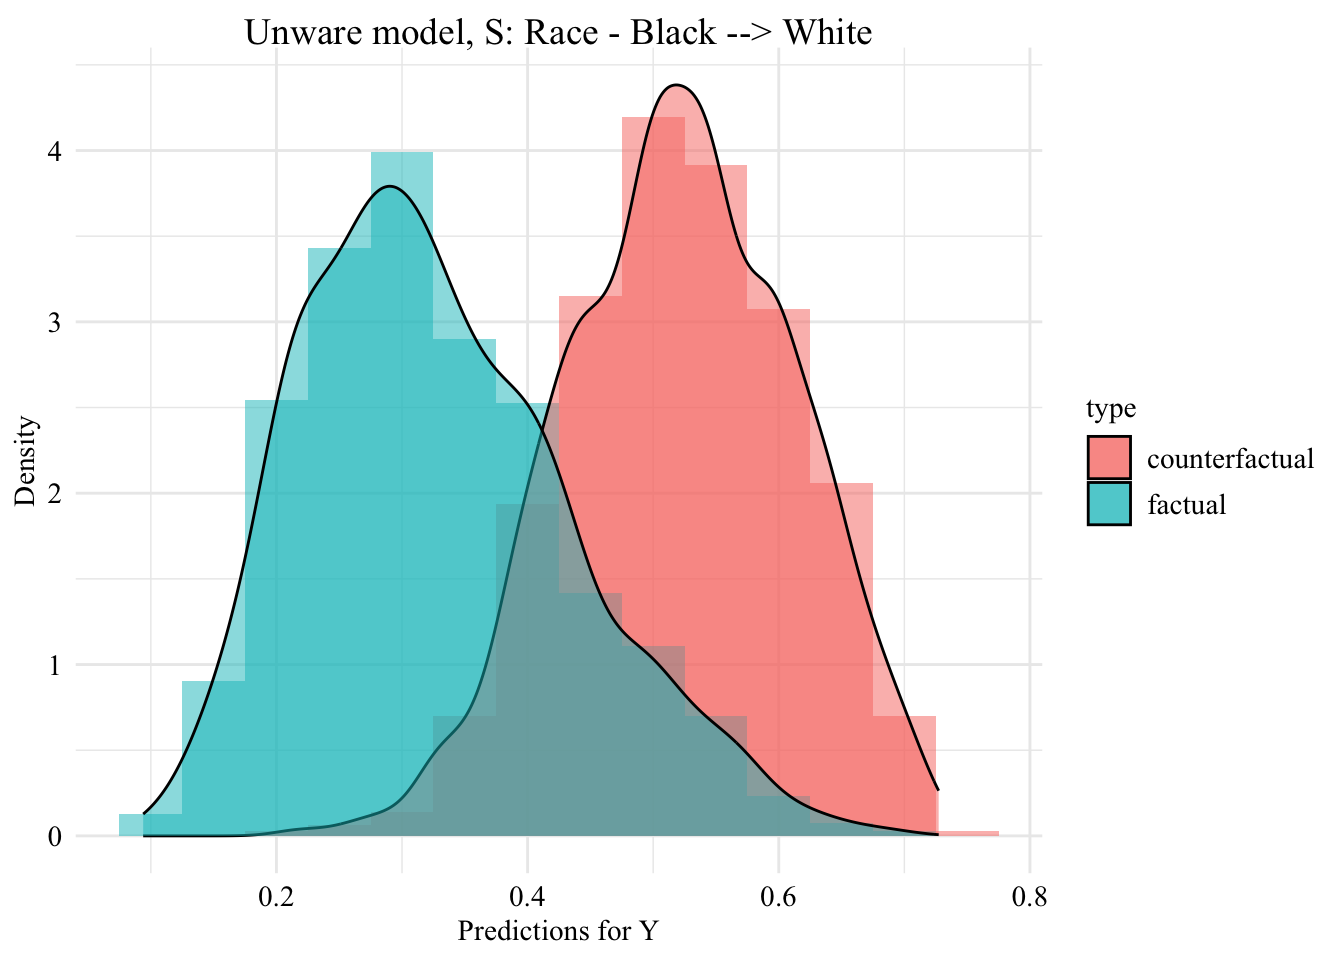 Unware model, S: Race - Black --> White
4
3
2
1
0
Density
0.2
0.4
0.6
0.8
Predictions for Y
type
counterfactual
factual